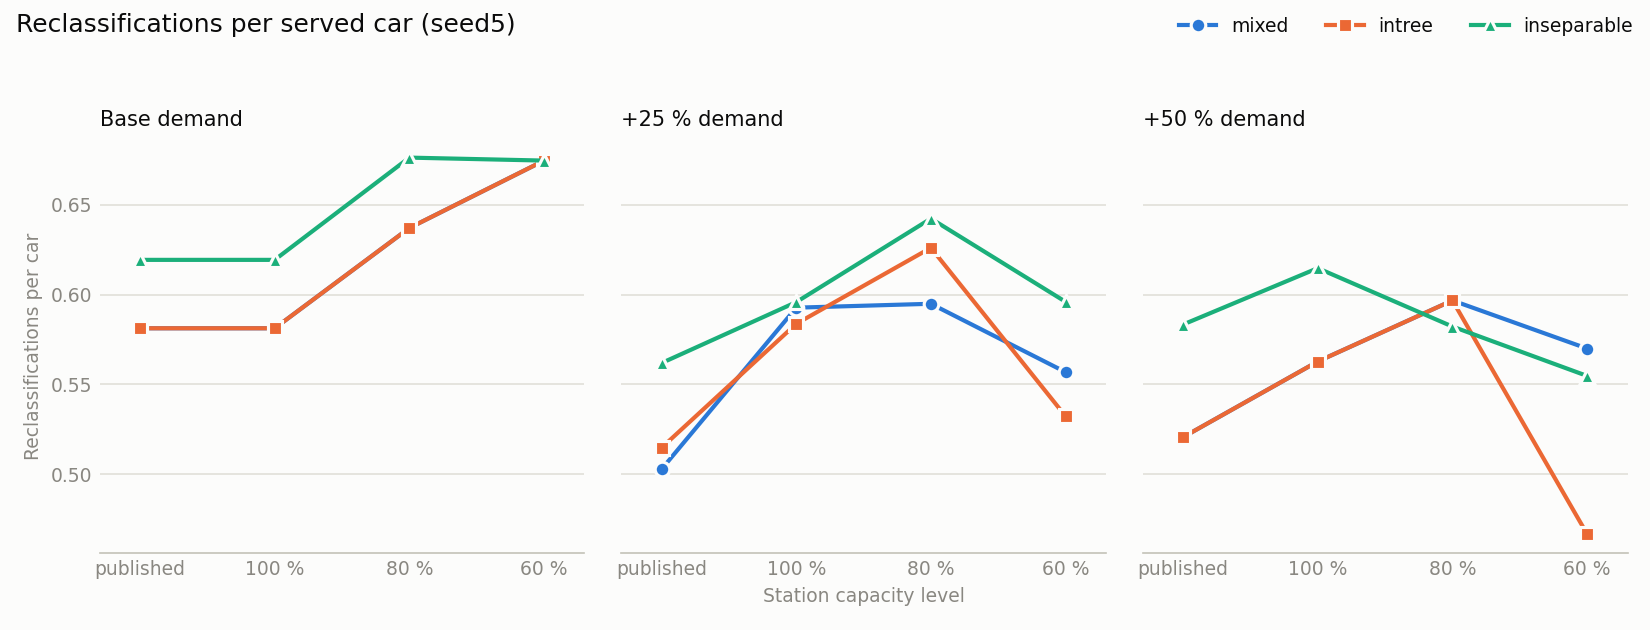 Reclassifications per served car (seed5)
mixed
intree
inseparable
Base demand
+25 % demand
+50 % demand
Reclassifications per car
0.65
0.60
0.55
0.50
published 100 % 80 % 60 %
published 100 % 80 % 60 %
published 100 % 80 % 60 %
Station capacity level